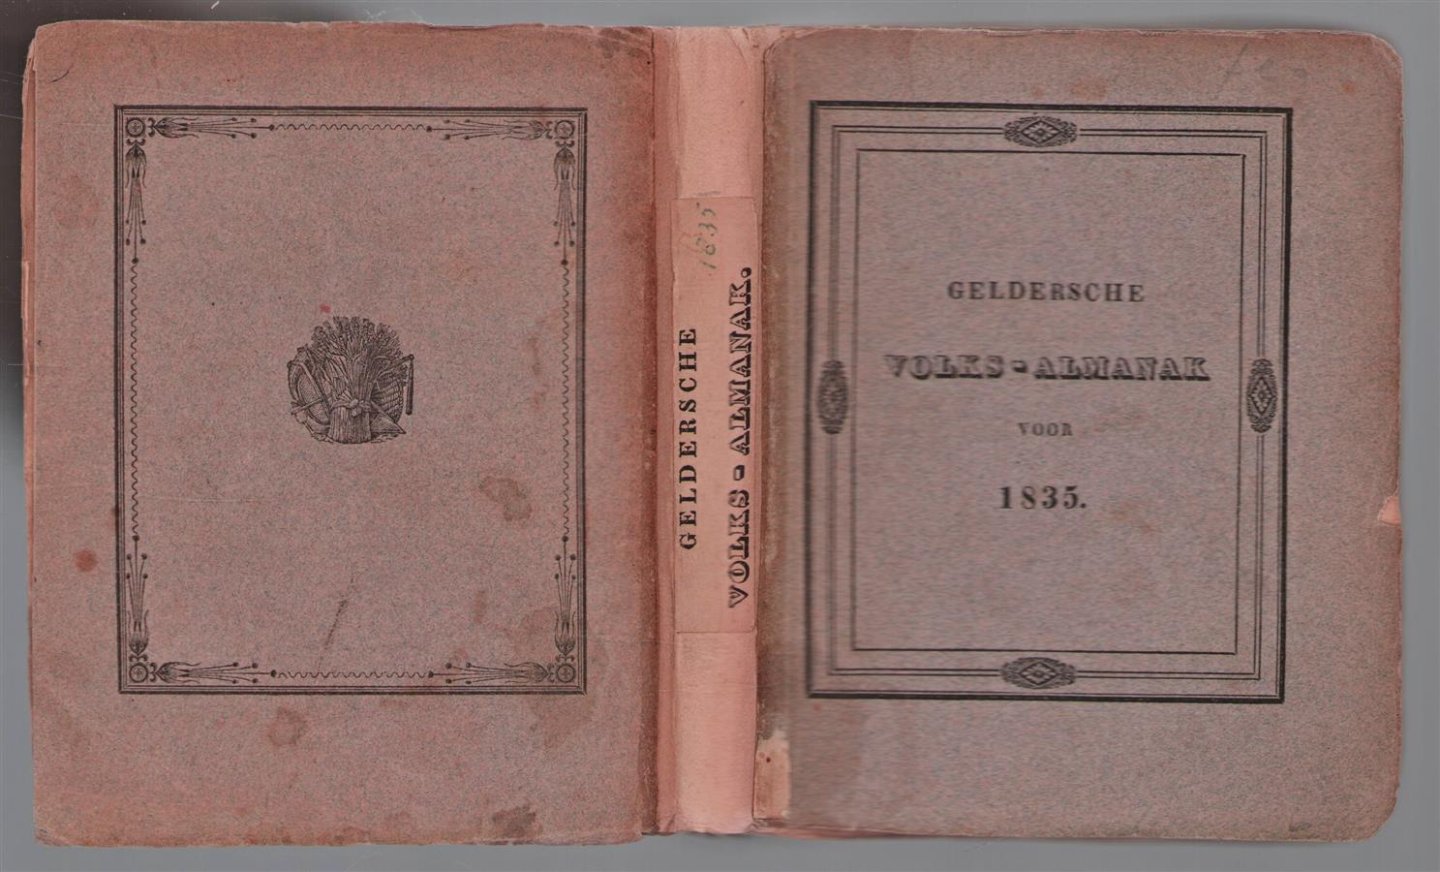 GELDERSCHE
VOLKS-ALMANAK.
1835
GELDERSCHE
VOLKS-ALMANAK
VOOR
1835.